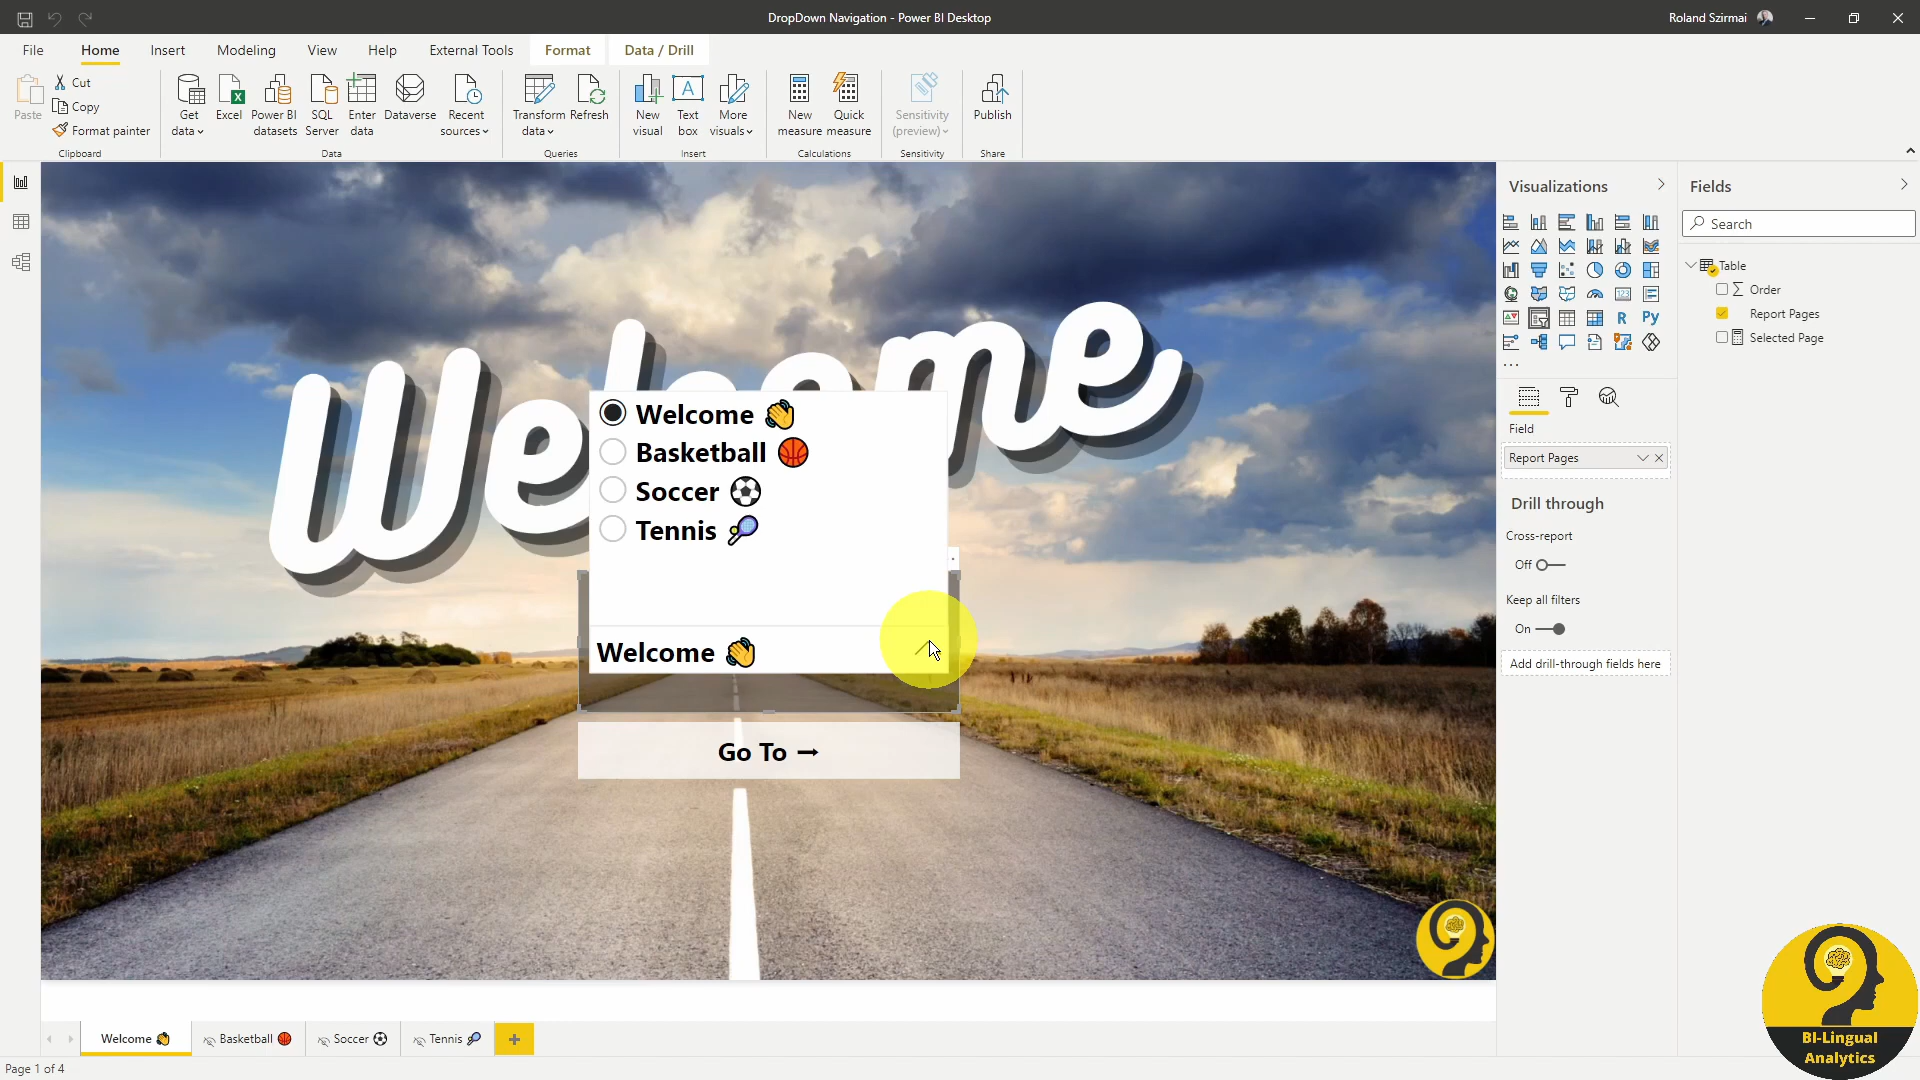 DropDown Navigation - Power BI Desktop
Roland Szirmai
File
Home
Insert
Modeling
View
Help
External Tools
Format
Data / Drill
Paste
Cut
Copy
Format painter
Clipboard
Get data
Excel
Power BI datasets
SQL Server
Enter data
Dataverse
Recent sources
Data
Transform data
Refresh
Queries
New visual
Text box
More visuals
Insert
New measure
Quick measure
Calculations
Sensitivity (preview)
Sensitivity
Publish
Share
Welcome
Welcome 👋
Basketball 🏀
Soccer ⚽
Tennis 🎾
Welcome 👋
Go To →
Visualizations
R
Py
Field
Report Pages
Drill through
Cross-report
Off
Keep all filters
On
Add drill-through fields here
Fields
Search
Table
Order
Report Pages
Selected Page
Welcome 👋
Basketball 🏀
Soccer ⚽
Tennis 🎾
Page 1 of 4
BI-Lingual
Analytics